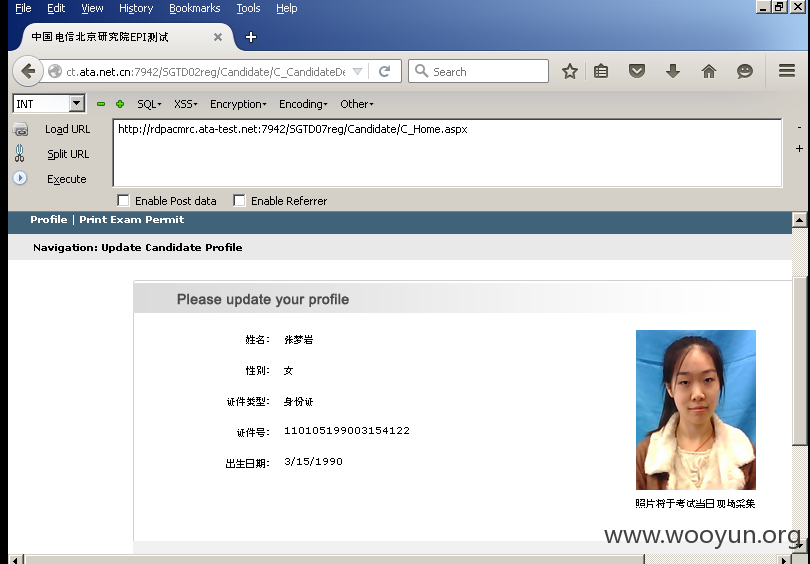 File Edit View History Bookmarks Tools Help
中国电信北京研究院EPI测试
ct.ata.net.cn:7942/SGTD02reg/Candidate/C_CandidateDe
Search
INT SQL XSS Encryption Encoding Other
Load URL
http://rdpacmrc.ata-test.net:7942/SGTD07reg/Candidate/C_Home.aspx
Split URL
Execute
Enable Post data Enable Referrer
Profile | Print Exam Permit
Navigation: Update Candidate Profile
Please update your profile
姓名: 张梦岩
性别: 女
证件类型: 身份证
证件号: 110105199003154122
出生日期: 3/15/1990
照片将于考试当日现场采集
www.wooyun.org